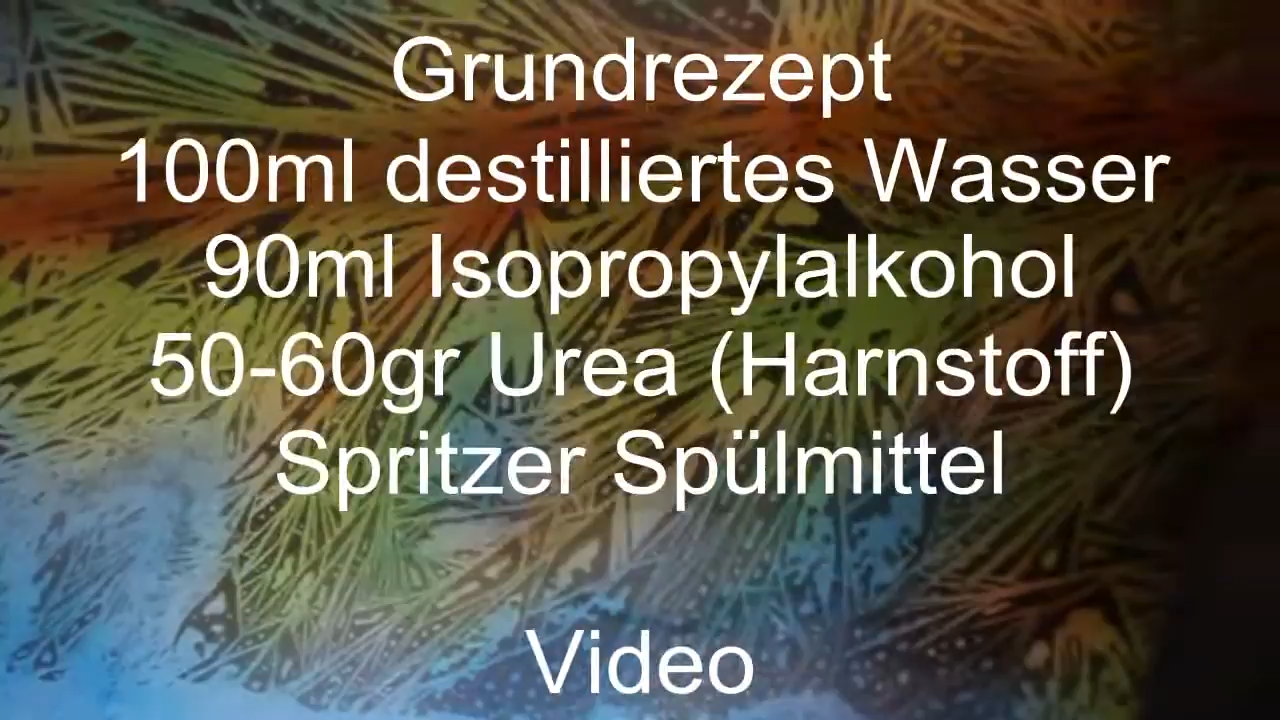 Grundrezept
100ml destilliertes Wasser
90ml Isopropylalkohol
50-60gr Urea (Harnstoff)
Spritzer Spülmittel
Video